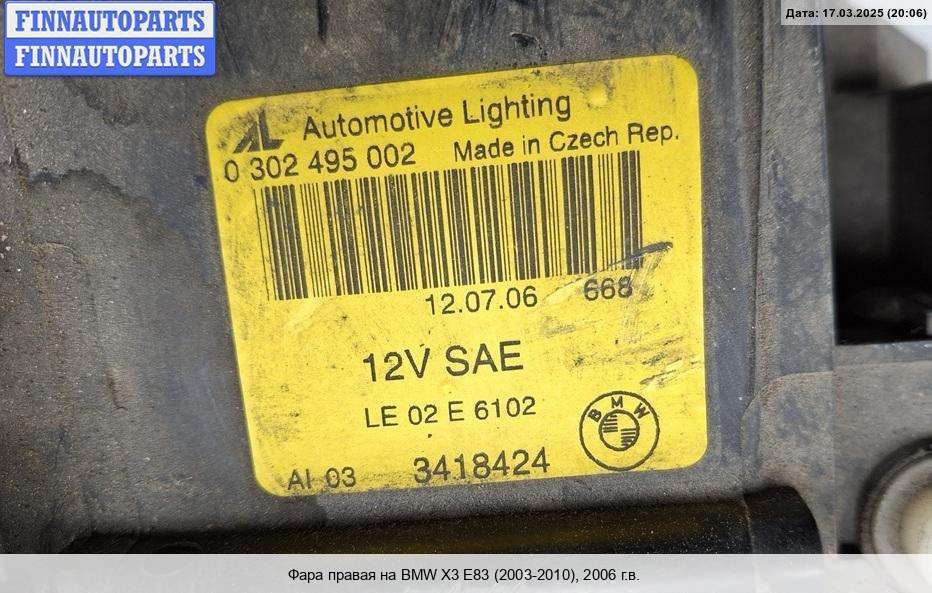 FINNAUTOPARTS
FINNAUTOPARTS
Дата: 17.03.2025 (20:06)
AL Automotive Lighting
0 302 495 002 Made in Czech Rep.
12.07.06 668
12V SAE
LE 02 E 6102
BMW
AI 03 3418424
Фара правая на BMW X3 E83 (2003-2010), 2006 г.в.